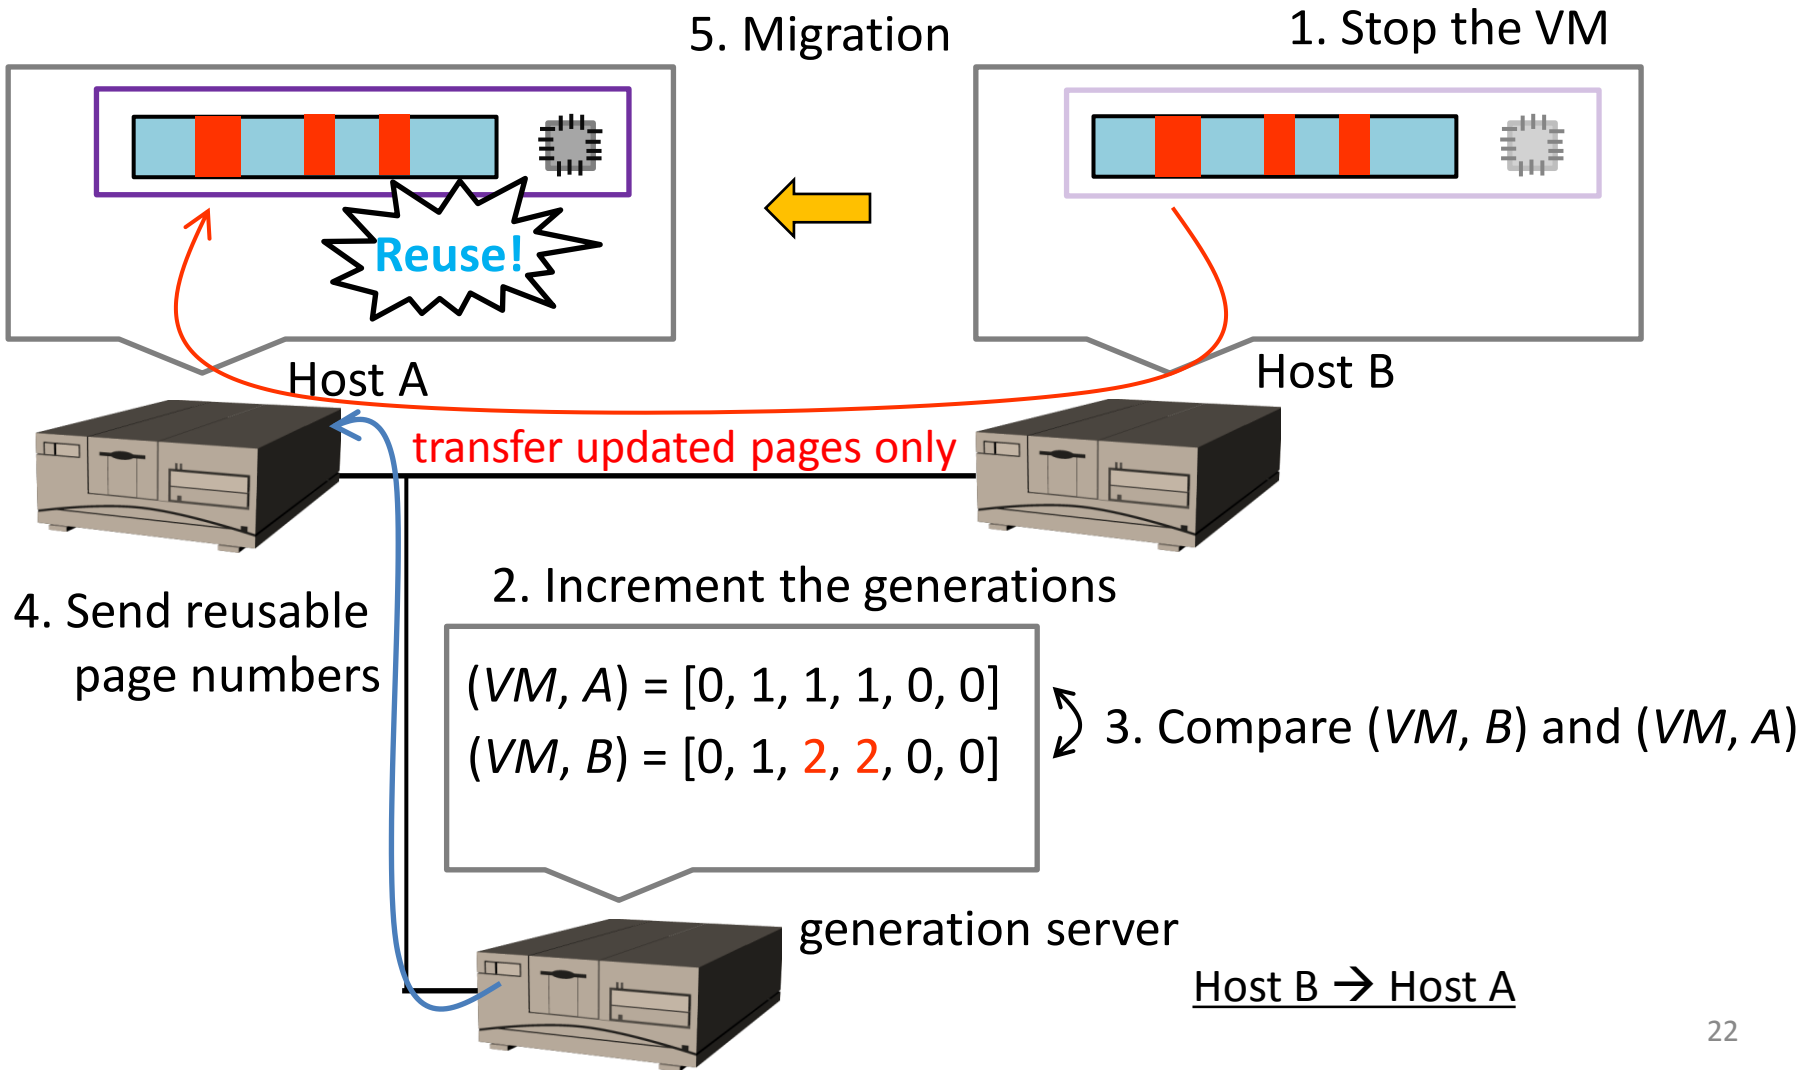 5. Migration
1. Stop the VM
Reuse!
Host A
Host B
transfer updated pages only
2. Increment the generations
4. Send reusable
page numbers
(VM, A) = [0, 1, 1, 1, 0, 0]
(VM, B) = [0, 1, 2, 2, 0, 0]
3. Compare (VM, B) and (VM, A)
generation server
Host B → Host A
22